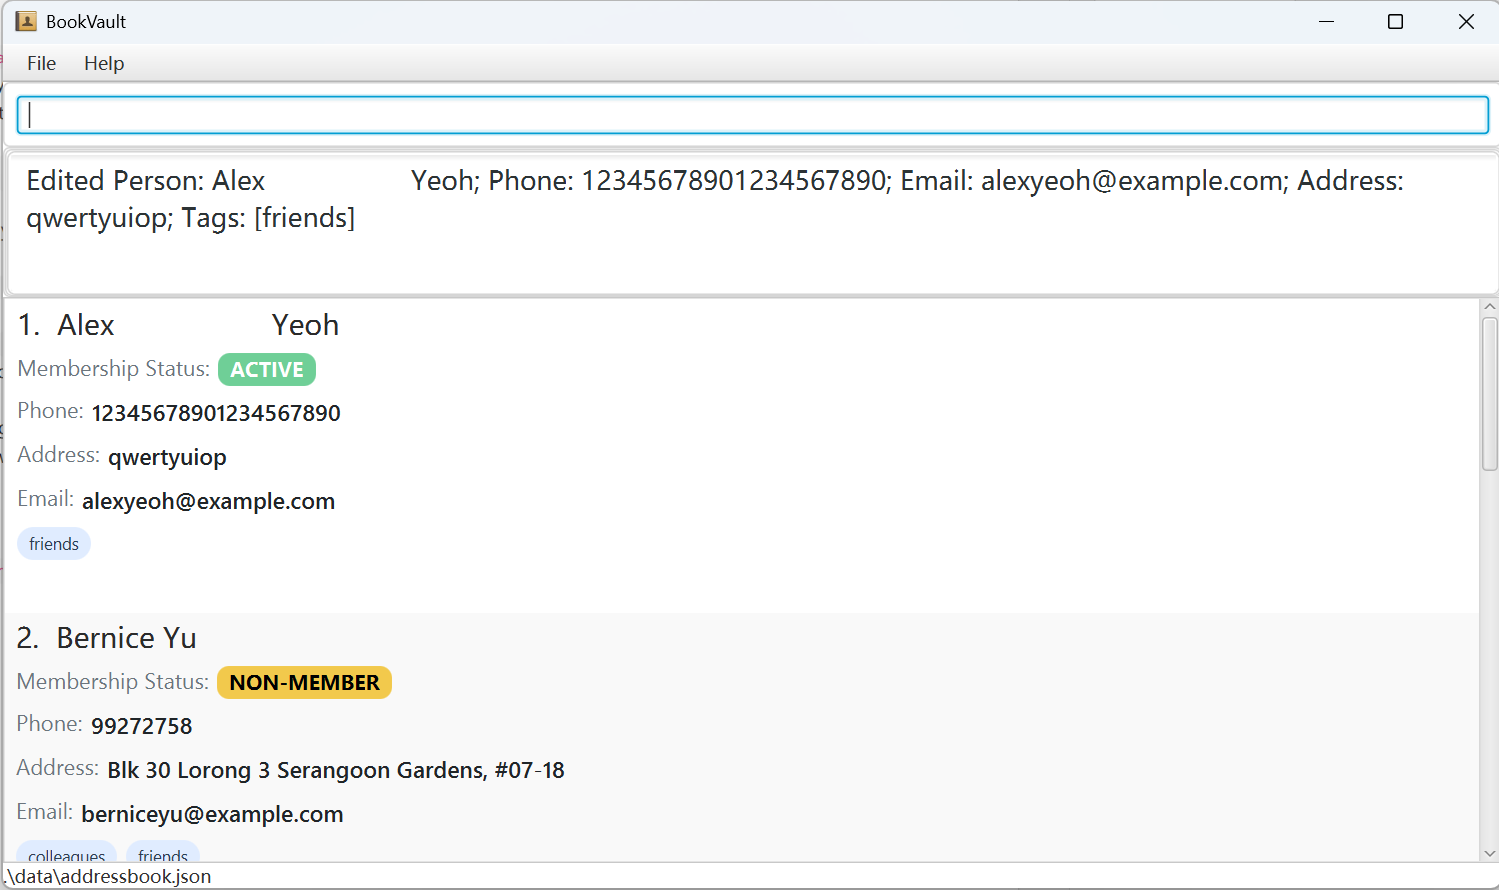 BookVault
File Help
Edited Person: Alex                  Yeoh; Phone: 12345678901234567890; Email: alexyeoh@example.com; Address:
qwertyuiop; Tags: [friends]
1. Alex                  Yeoh
Membership Status: ACTIVE
Phone: 12345678901234567890
Address: qwertyuiop
Email: alexyeoh@example.com
friends
2. Bernice Yu
Membership Status: NON-MEMBER
Phone: 99272758
Address: Blk 30 Lorong 3 Serangoon Gardens, #07-18
Email: berniceyu@example.com
colleagues friends
.\data\addressbook.json